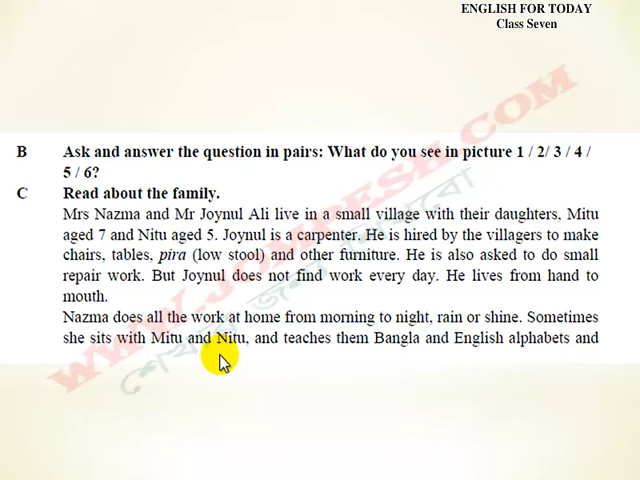 ENGLISH FOR TODAY
Class Seven
B Ask and answer the question in pairs: What do you see in picture 1 / 2/ 3 / 4 /
5 / 6?
C Read about the family.
Mrs Nazma and Mr Joynul Ali live in a small village with their daughters, Mitu
aged 7 and Nitu aged 5. Joynul is a carpenter. He is hired by the villagers to make
chairs, tables, pira (low stool) and other furniture. He is also asked to do small
repair work. But Joynul does not find work every day. He lives from hand to
mouth.
Nazma does all the work at home from morning to night, rain or shine. Sometimes
she sits with Mitu and Nitu, and teaches them Bangla and English alphabets and
WWW.JOMPESH.COM